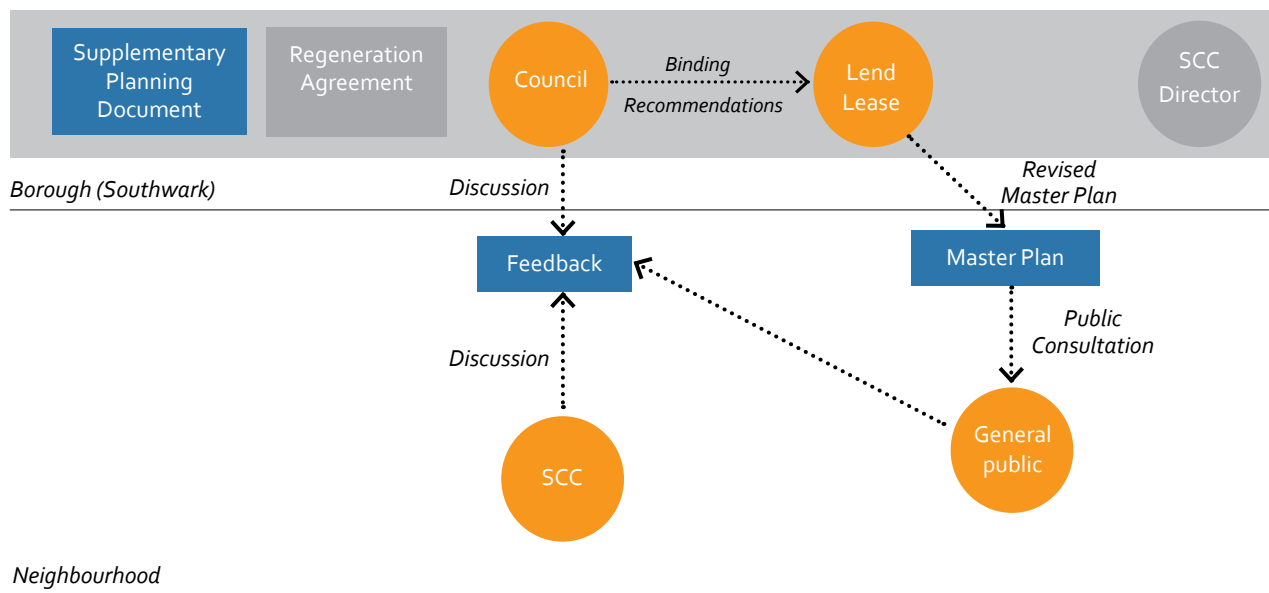 Supplementary
Planning
Document
Regeneration
Agreement
Council
Binding
Recommendations
Lend
Lease
SCC
Director
Borough (Southwark)
Discussion
Revised
Master Plan
Feedback
Master Plan
Discussion
Public
Consultation
SCC
General
public
Neighbourhood